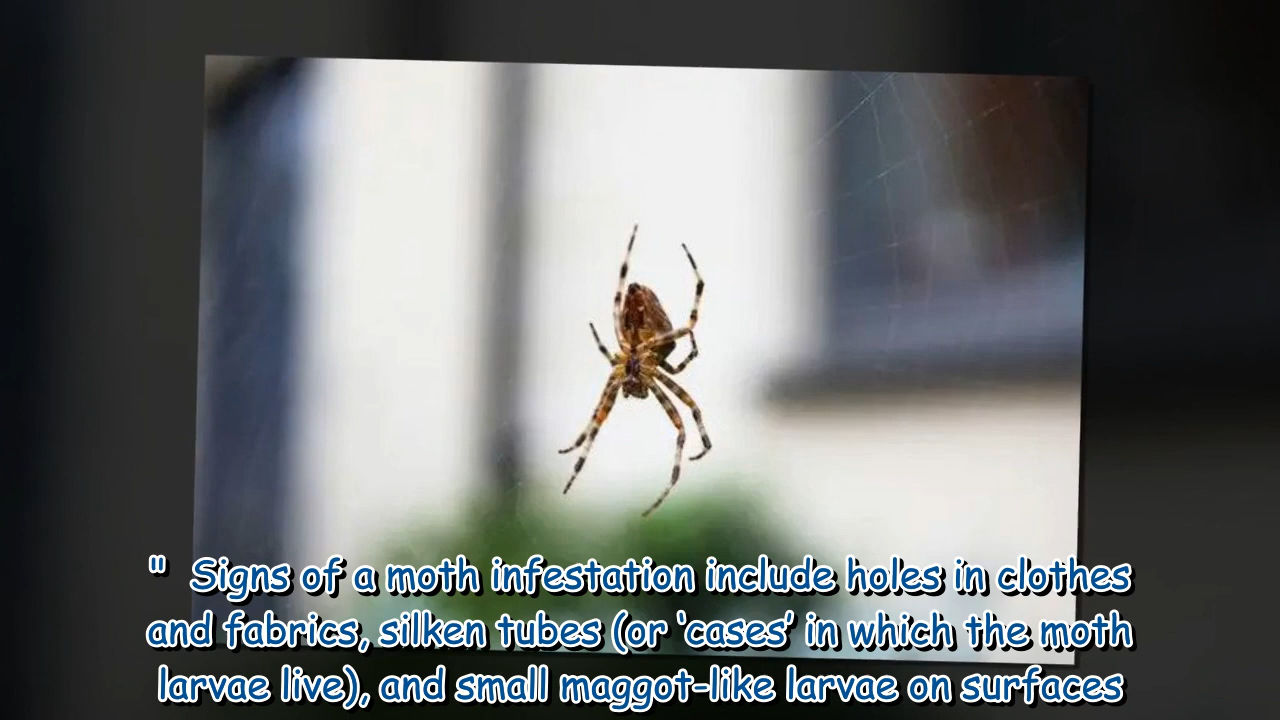 "  Signs of a moth infestation include holes in clothes
and fabrics, silken tubes (or ‘cases’ in which the moth
larvae live), and small maggot-like larvae on surfaces